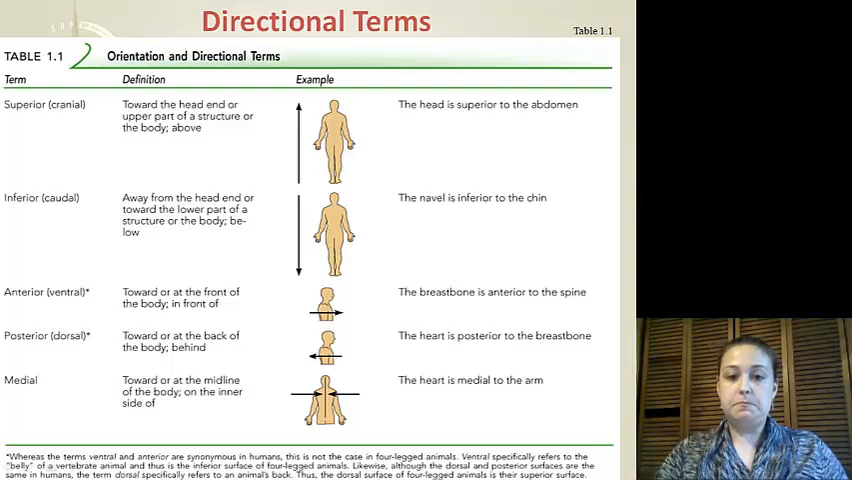 SUPE
Directional Terms
Table 1.1
TABLE 1.1 Orientation and Directional Terms
Term Definition Example
Superior (cranial) Toward the head end or The head is superior to the abdomen
upper part of a structure or
the body; above
Inferior (caudal) Away from the head end or The navel is inferior to the chin
toward the lower part of a
structure or the body; be-
low
Anterior (ventral)* Toward or at the front of The breastbone is anterior to the spine
the body; in front of
Posterior (dorsal)* Toward or at the back of The heart is posterior to the breastbone
the body; behind
Medial Toward or at the midline The heart is medial to the arm
of the body; on the inner
side of
*Whereas the terms ventral and anterior are synonymous in humans, this is not the case in four-legged animals. Ventral specifically refers to the
"belly" of a vertebrate animal and thus is the inferior surface of four-legged animals. Likewise, although the dorsal and posterior surfaces are the
same in humans, the term dorsal specifically refers to an animal's back. Thus, the dorsal surface of four-legged animals is their superior surface.